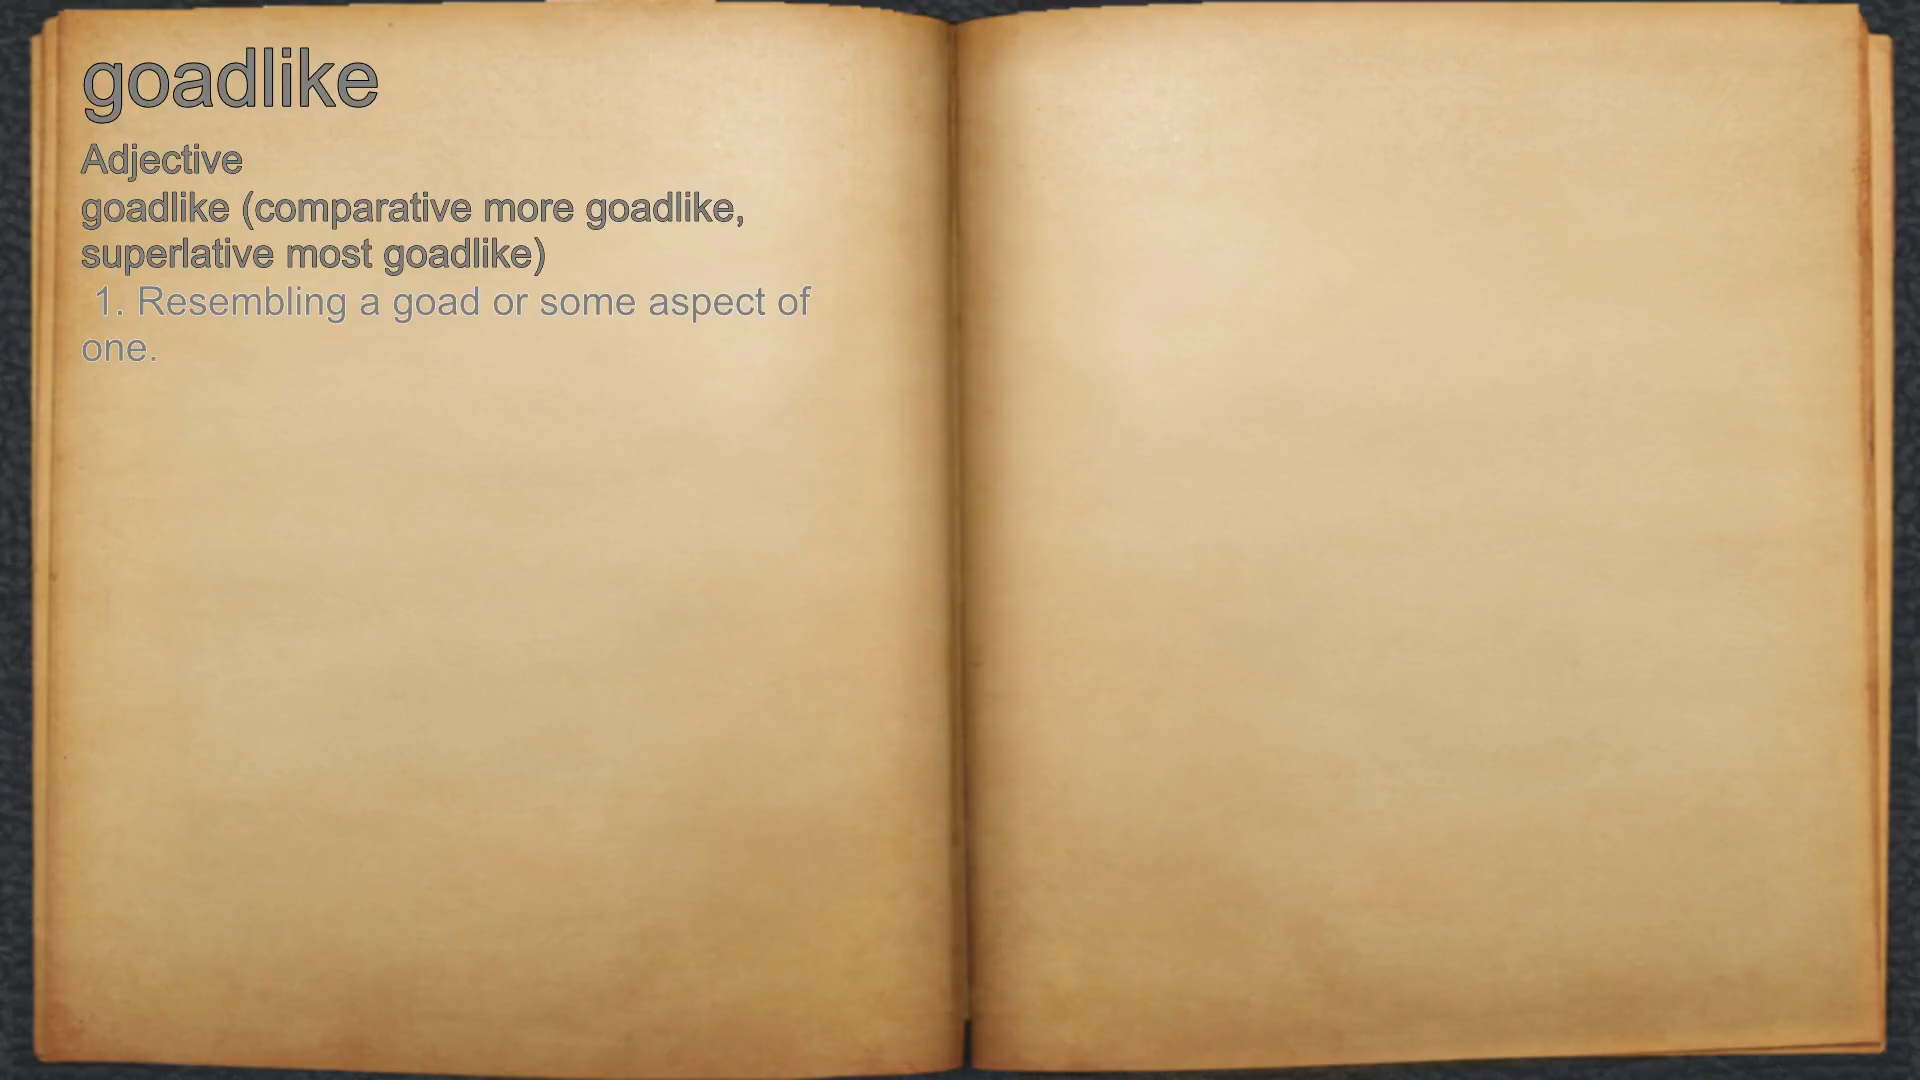 goadlike
Adjective
goadlike (comparative more goadlike,
superlative most goadlike)
1. Resembling a goad or some aspect of
one.